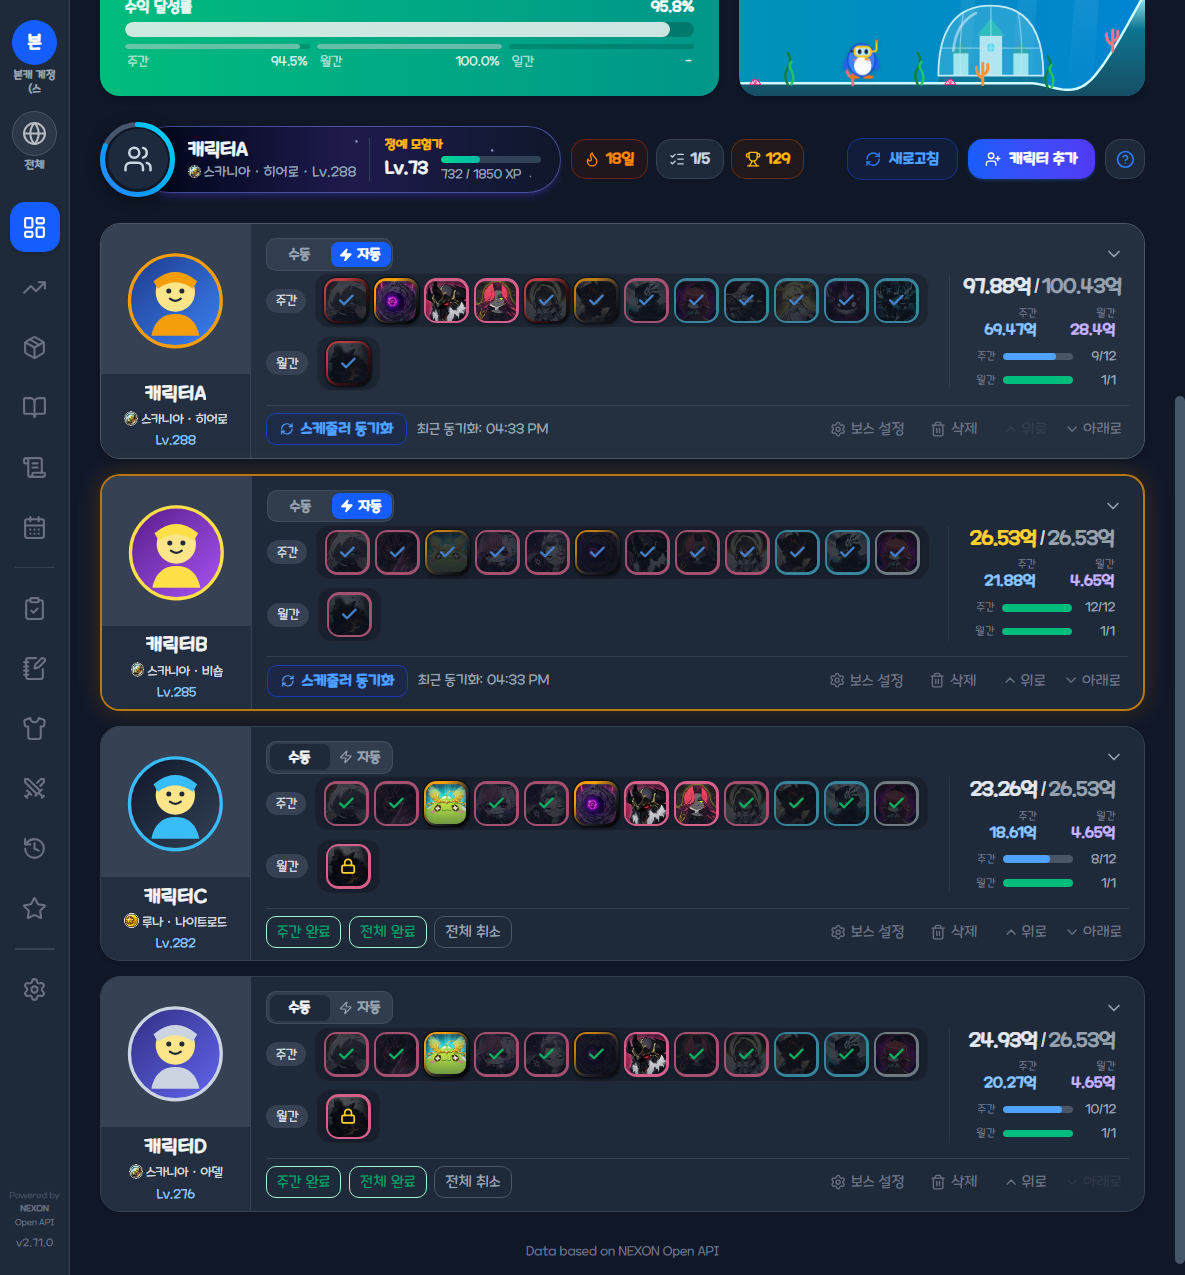 수익 달성률 95.8%
주간 94.5% 월간 100.0% 일간 -
본
본캐 계정 (스
전체
캐릭터A
스카니아 · 히어로 · Lv.288
정예 모험가
Lv.73
732 / 1850 XP
18일
1/5
129
새로고침
캐릭터 추가
수동 자동
주간
월간
97.88억/100.43억
주간 월간
69.47억 28.4억
주간 9/12
월간 1/1
캐릭터A
스카니아 · 히어로
Lv.288
스케줄러 동기화
최근 동기화: 04:33 PM
보스 설정 삭제 위로 아래로
수동 자동
주간
월간
26.53억/26.53억
주간 월간
21.88억 4.65억
주간 12/12
월간 1/1
캐릭터B
스카니아 · 비숍
Lv.285
스케줄러 동기화
최근 동기화: 04:33 PM
보스 설정 삭제 위로 아래로
수동 자동
주간
월간
23.26억/26.53억
주간 월간
18.61억 4.65억
주간 8/12
월간 1/1
캐릭터C
루나 · 나이트로드
Lv.282
주간 완료 전체 완료 전체 취소
보스 설정 삭제 위로 아래로
수동 자동
주간
월간
24.93억/26.53억
주간 월간
20.27억 4.65억
주간 10/12
월간 1/1
캐릭터D
스카니아 · 아델
Lv.276
주간 완료 전체 완료 전체 취소
보스 설정 삭제 위로 아래로
Powered by
NEXON
Open API
v2.71.0
Data based on NEXON Open API